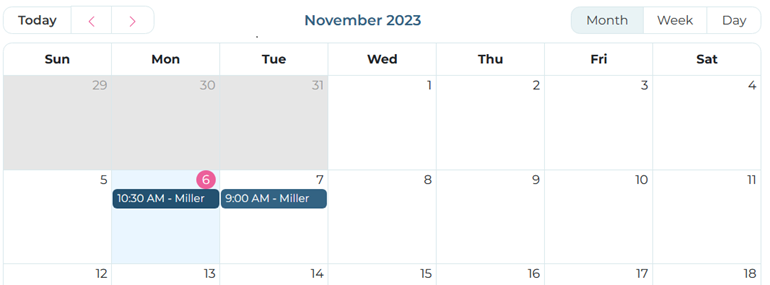 Today < > November 2023 Month Week Day
Sun Mon Tue Wed Thu Fri Sat
29 30 31 1 2 3 4
5 6 7 8 9 10 11
10:30 AM - Miller 9:00 AM - Miller
12 13 14 15 16 17 18